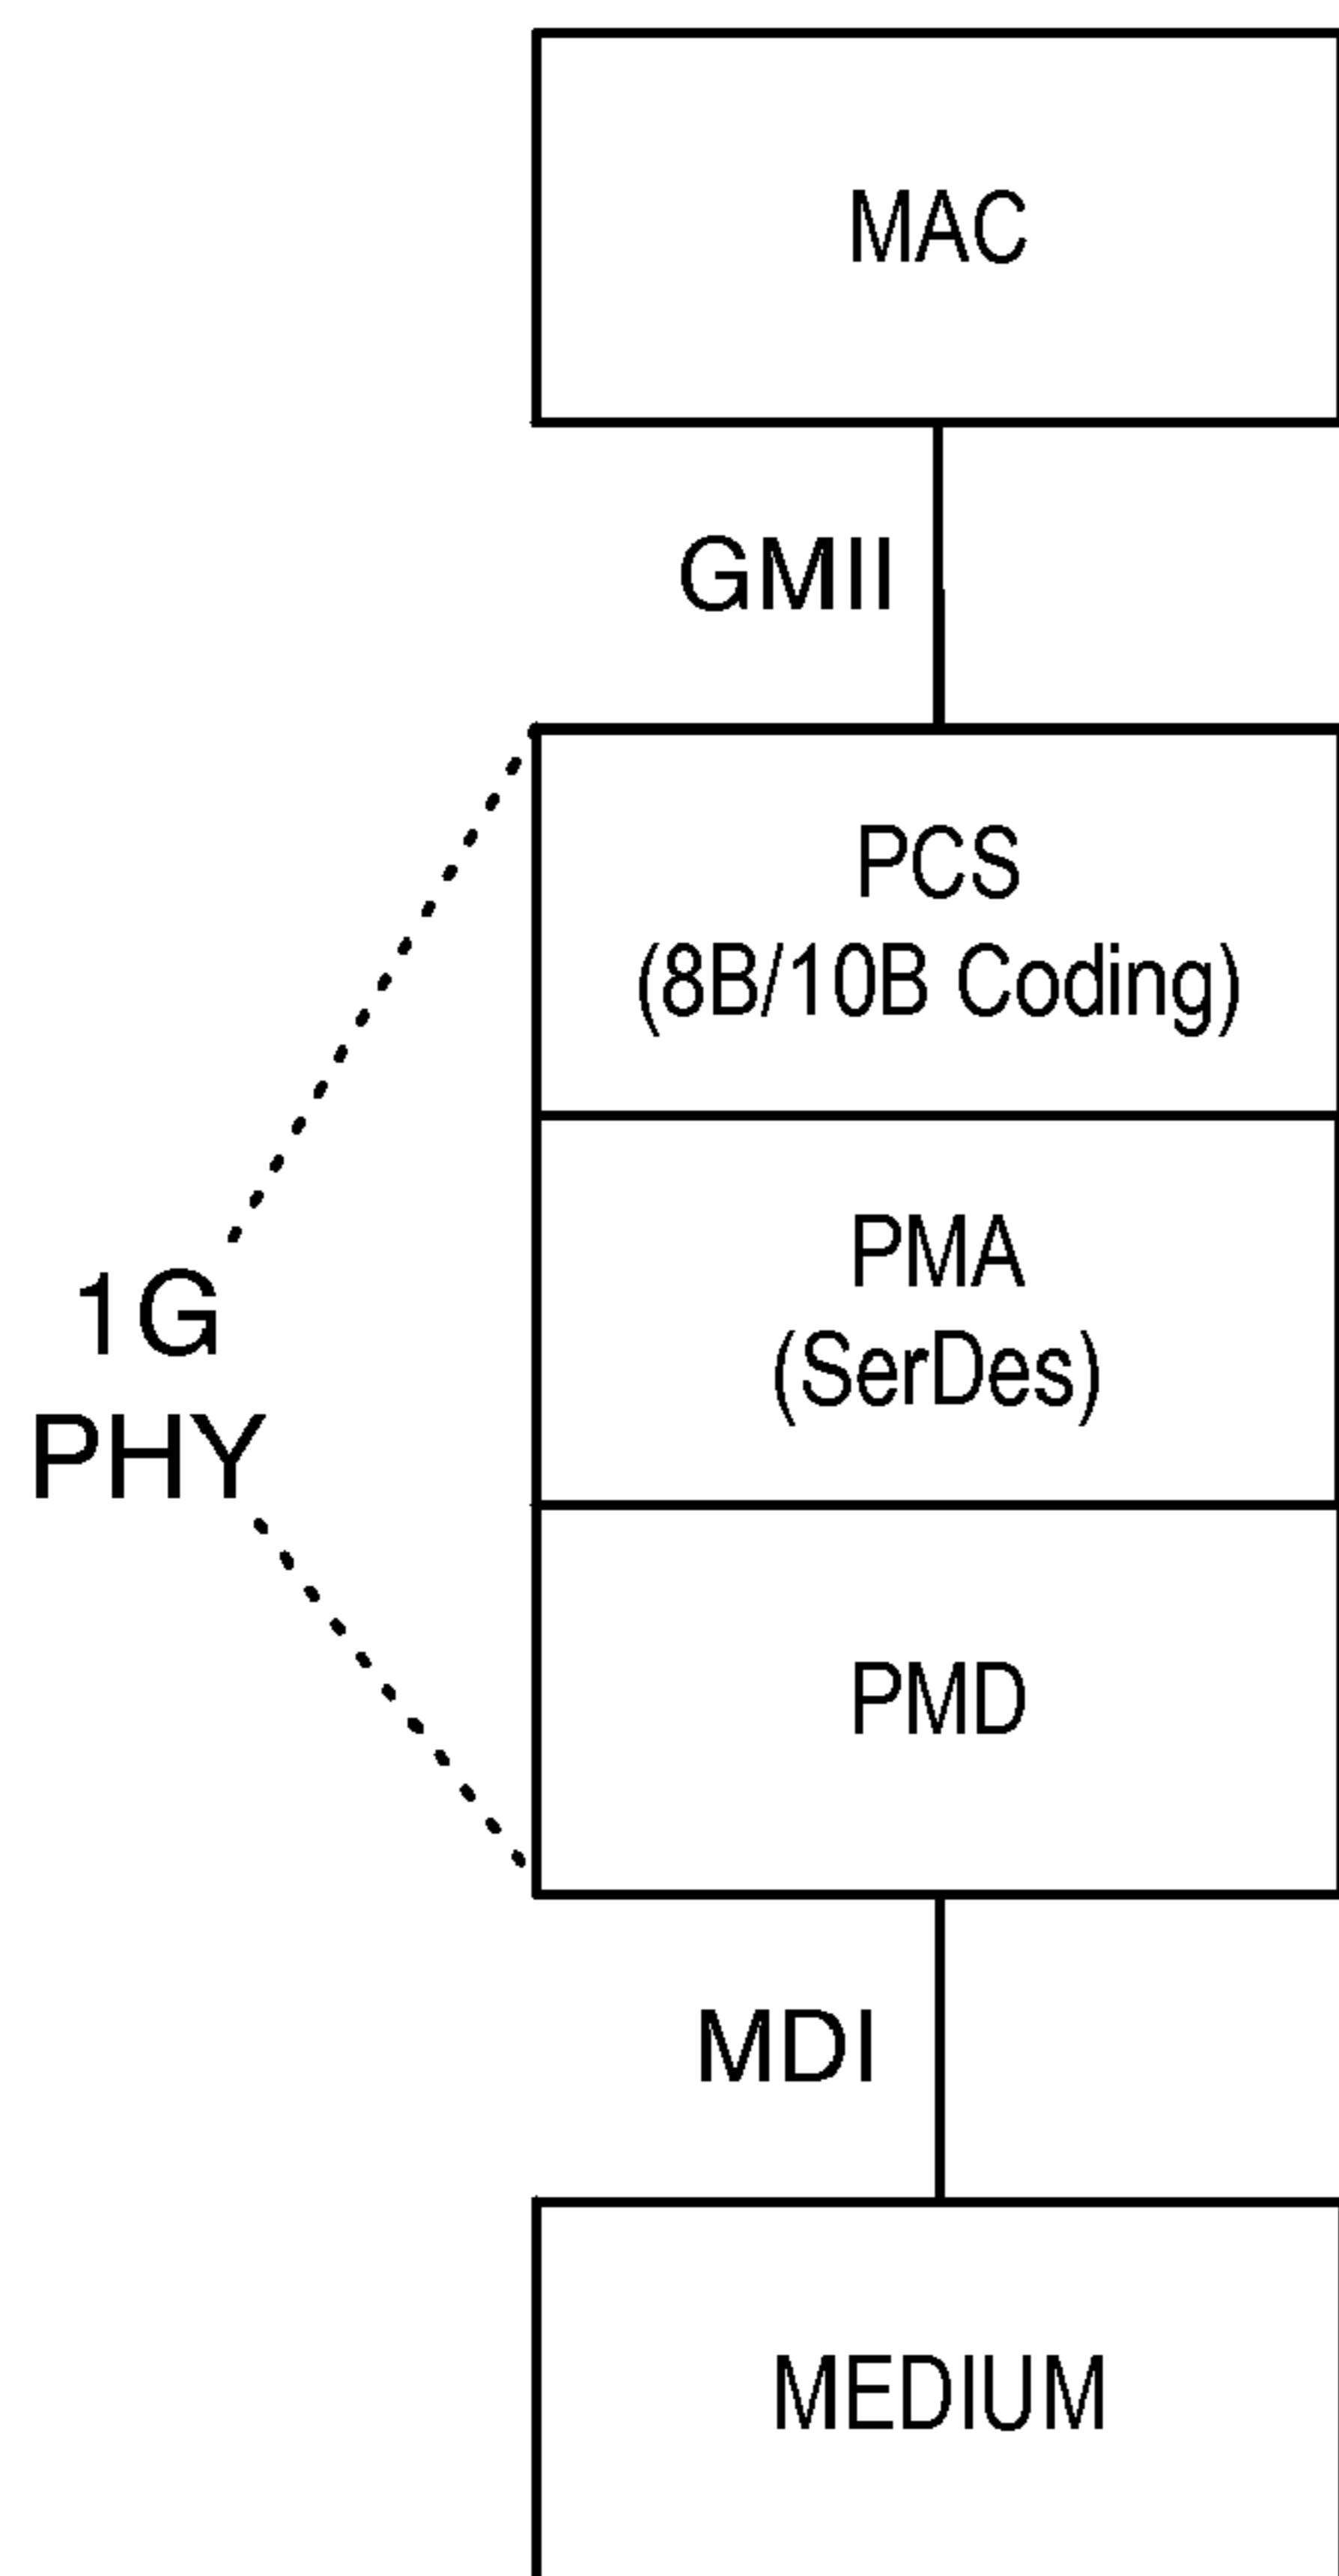 MAC
GMII
PCS
(8B/10B Coding)
PMA
(SerDes)
1G
PHY
PMD
MDI
MEDIUM